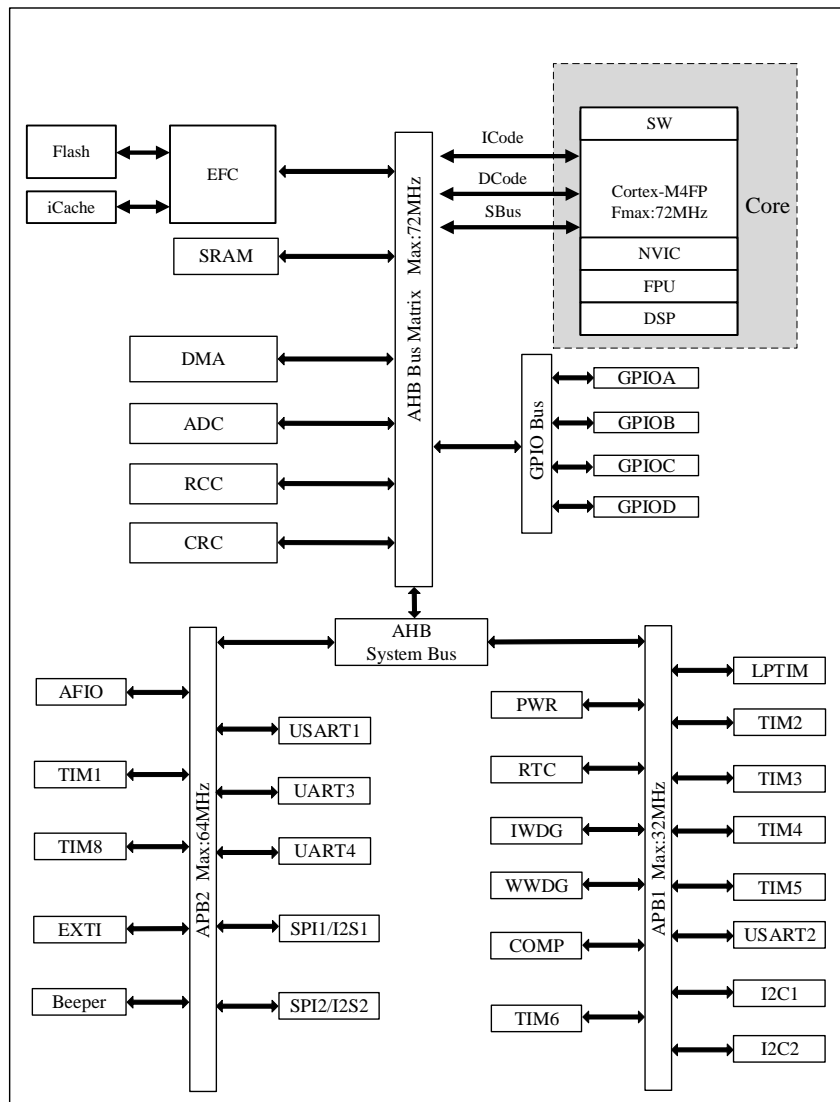 Flash
iCache
EFC
SRAM
DMA
ADC
RCC
CRC
AHB Bus Matrix Max:72MHz
ICode
DCode
SBus
SW
Cortex-M4FP
Fmax:72MHz
NVIC
FPU
DSP
Core
GPIO Bus
GPIOA
GPIOB
GPIOC
GPIOD
AHB
System Bus
AFIO
TIM1
TIM8
EXTI
Beeper
APB2 Max:64MHz
USART1
UART3
UART4
SPI1/I2S1
SPI2/I2S2
PWR
RTC
IWDG
WWDG
COMP
TIM6
APB1 Max:32MHz
LPTIM
TIM2
TIM3
TIM4
TIM5
USART2
I2C1
I2C2